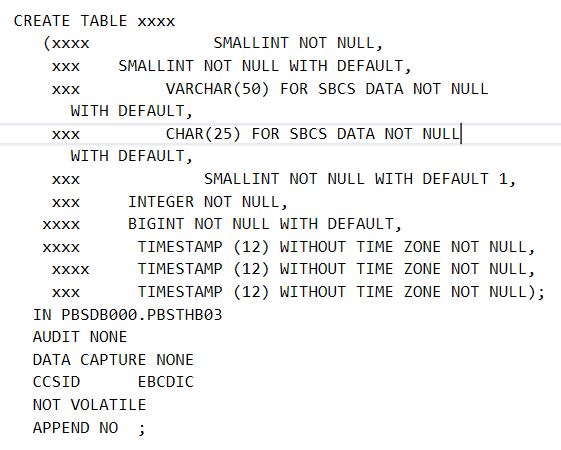 CREATE TABLE xxxx
(xxxx SMALLINT NOT NULL,
xxx SMALLINT NOT NULL WITH DEFAULT,
xxx VARCHAR(50) FOR SBCS DATA NOT NULL
WITH DEFAULT,
xxx CHAR(25) FOR SBCS DATA NOT NULL
WITH DEFAULT,
xxx SMALLINT NOT NULL WITH DEFAULT 1,
xxx INTEGER NOT NULL,
xxxx BIGINT NOT NULL WITH DEFAULT,
xxxx TIMESTAMP (12) WITHOUT TIME ZONE NOT NULL,
xxxx TIMESTAMP (12) WITHOUT TIME ZONE NOT NULL,
xxx TIMESTAMP (12) WITHOUT TIME ZONE NOT NULL);
IN PBSDB000.PBSTHB03
AUDIT NONE
DATA CAPTURE NONE
CCSID EBCDIC
NOT VOLATILE
APPEND NO ;